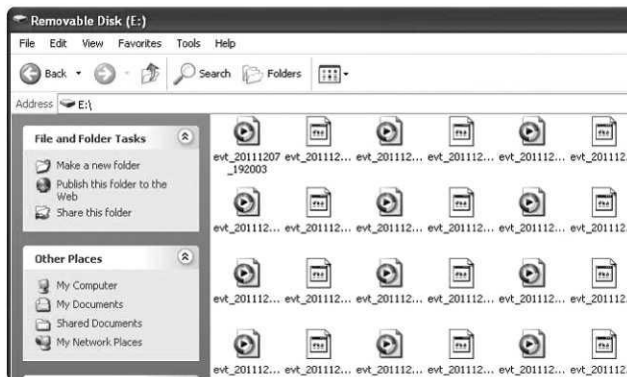 Removable Disk (E:)
File Edit View Favorites Tools Help
Back Search Folders
Address E:\
File and Folder Tasks
Make a new folder
Publish this folder to the
Web
Share this folder
Other Places
My Computer
My Documents
Shared Documents
My Network Places
evt_20111207 evt_201112... evt_201112... evt_201112... evt_201112... evt_201112.
_192003
evt_201112... evt_201112... evt_201112... evt_201112... evt_201112... evt_201112.
evt_201112... evt_201112... evt_201112... evt_201112... evt_201112... evt_201112.
evt_201112... evt_201112... evt_201112... evt_201112... evt_201112... evt_201112.